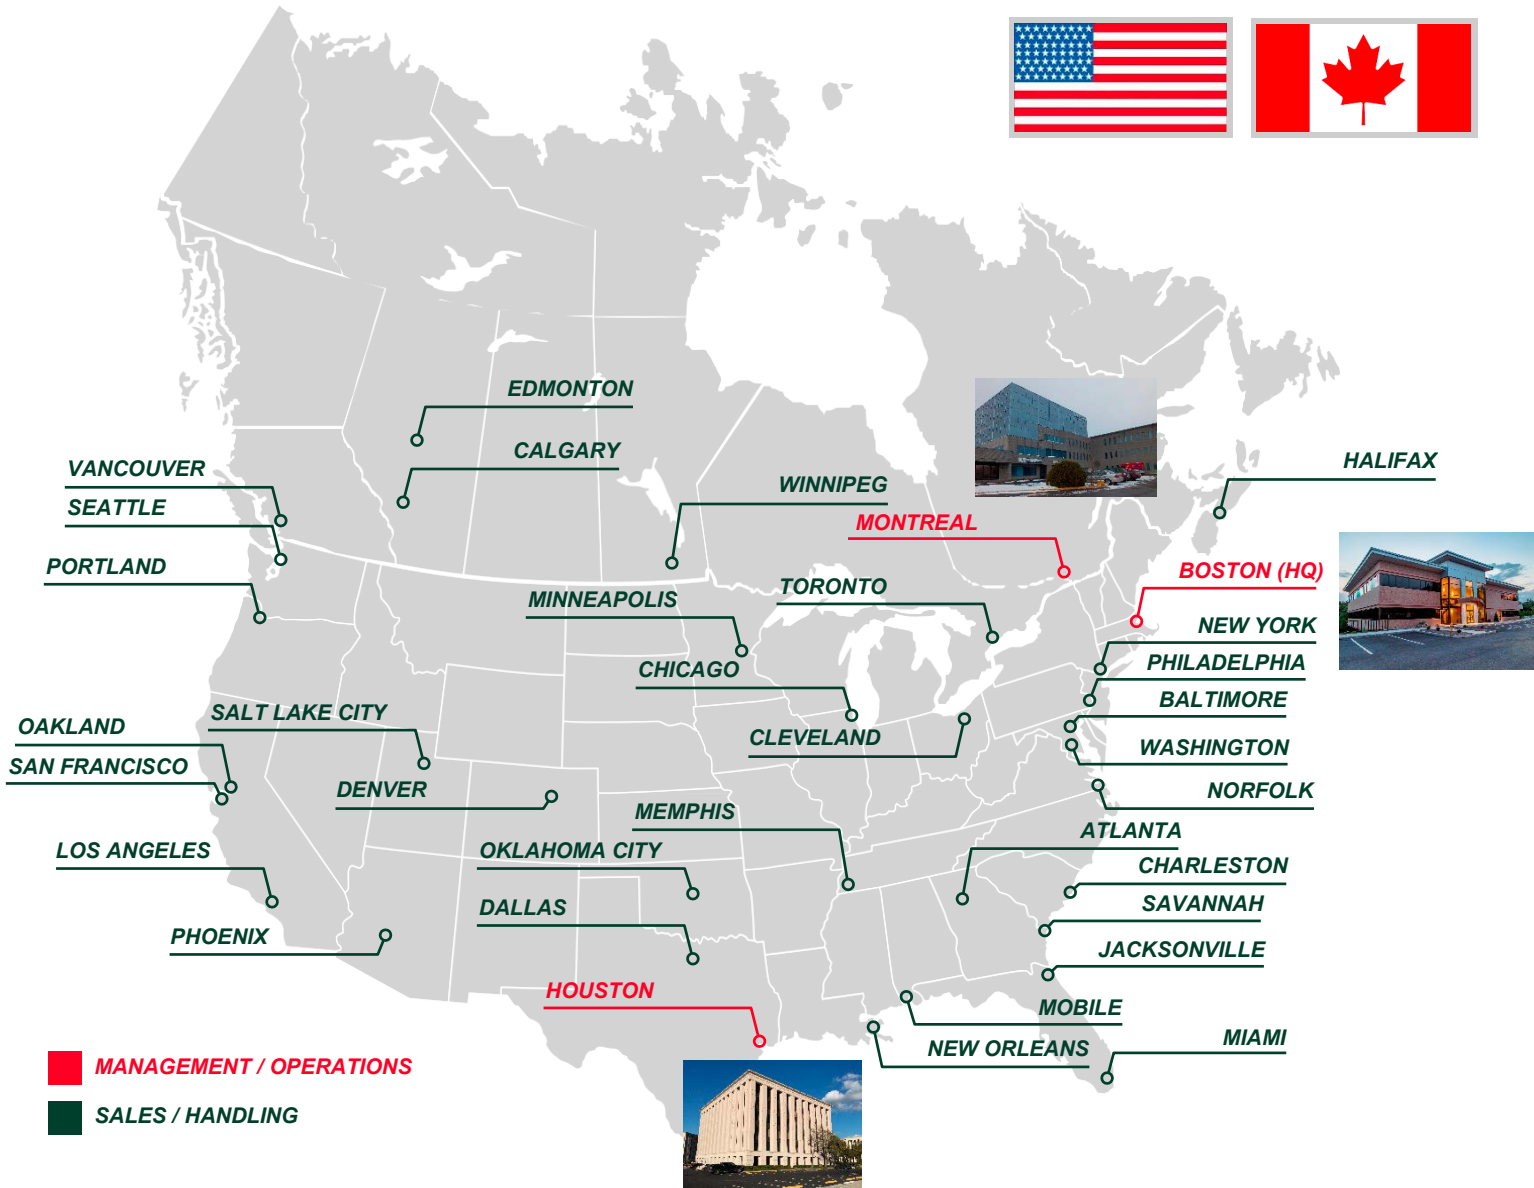 EDMONTON
CALGARY
VANCOUVER
SEATTLE
PORTLAND
WINNIPEG
MONTREAL
HALIFAX
BOSTON (HQ)
TORONTO
MINNEAPOLIS
NEW YORK
PHILADELPHIA
CHICAGO
BALTIMORE
SALT LAKE CITY
OAKLAND
CLEVELAND
WASHINGTON
SAN FRANCISCO
DENVER
NORFOLK
MEMPHIS
ATLANTA
LOS ANGELES
OKLAHOMA CITY
CHARLESTON
SAVANNAH
DALLAS
PHOENIX
JACKSONVILLE
HOUSTON
MOBILE
NEW ORLEANS
MIAMI
MANAGEMENT / OPERATIONS
SALES / HANDLING